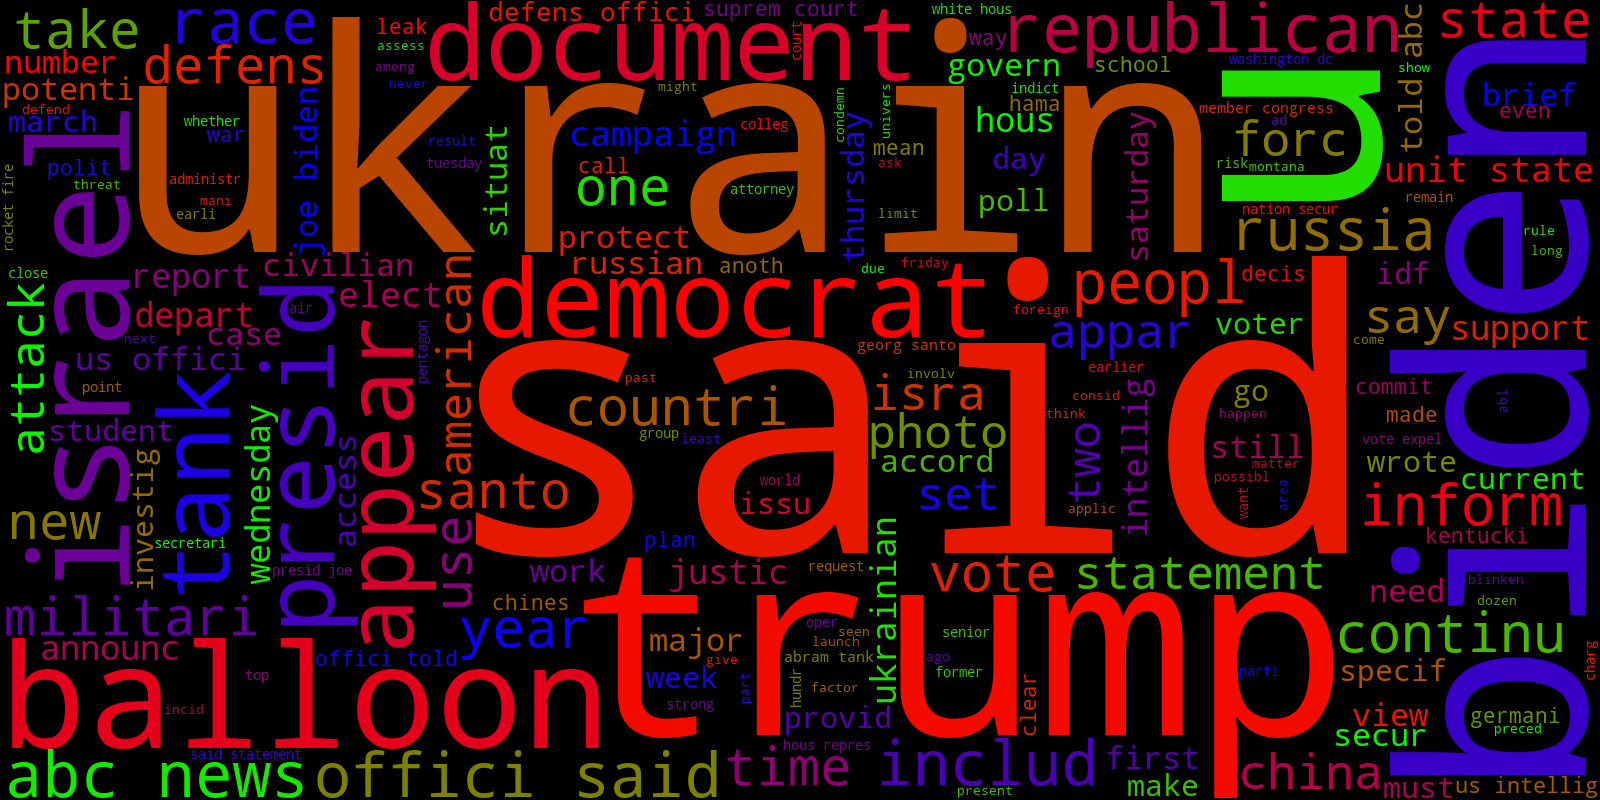 take
race
leak
assess
defens offici
suprem court
white hous
way
republican
abc
state
number
defens
document
court
govern
school
washington dc
show
potenti
defend
among
never
might
indict
hama
member congress
ad
told
brief
even
march
whether
war
joe biden
ukrain
result
tuesday
campaign
colleg
condemn
univers
thursday
mean
ask
hous
day
saturday
u
forc
risk
montana
unit state
polit
threat
administr
mani
earli
rocket fire
israel
situat
call
one
attorney
limit
poll
nation secur
remain
biden
rule
long
protect
russia
close
report
civilian
russian
anoth
due
friday
peopl
decis
idf
attack
depart
case
elect
american
democrat
foreign
appar
voter
say
support
us offici
next
air
presid
pentagon
georg santo
earlier
come
point
past
involv
isra
consid
think
intellig
go
commit
abl
student
tank
access
appear
countri
group
least
photo
said
happen
still
made
vote expel
wednesday
santo
world
issu
accord
two
matter
possibl
want
area
wrote
current
new
investig
secretari
use
set
applic
inform
kentucki
presid joe
plan
work
justic
request
ukrainian
vote
statement
need
blinken
dozen
militari
chines
year
trump
oper
seen
launch
senior
continu
announc
offici told
major
give
abram tank
ago
former
parti
specif
charg
balloon
top
incid
week
strong
part
hundr
factor
provid
clear
view
secur
germani
preced
said statement
abc news
offici said
time
hous repres
includ
present
first
make
china
must
us intellig